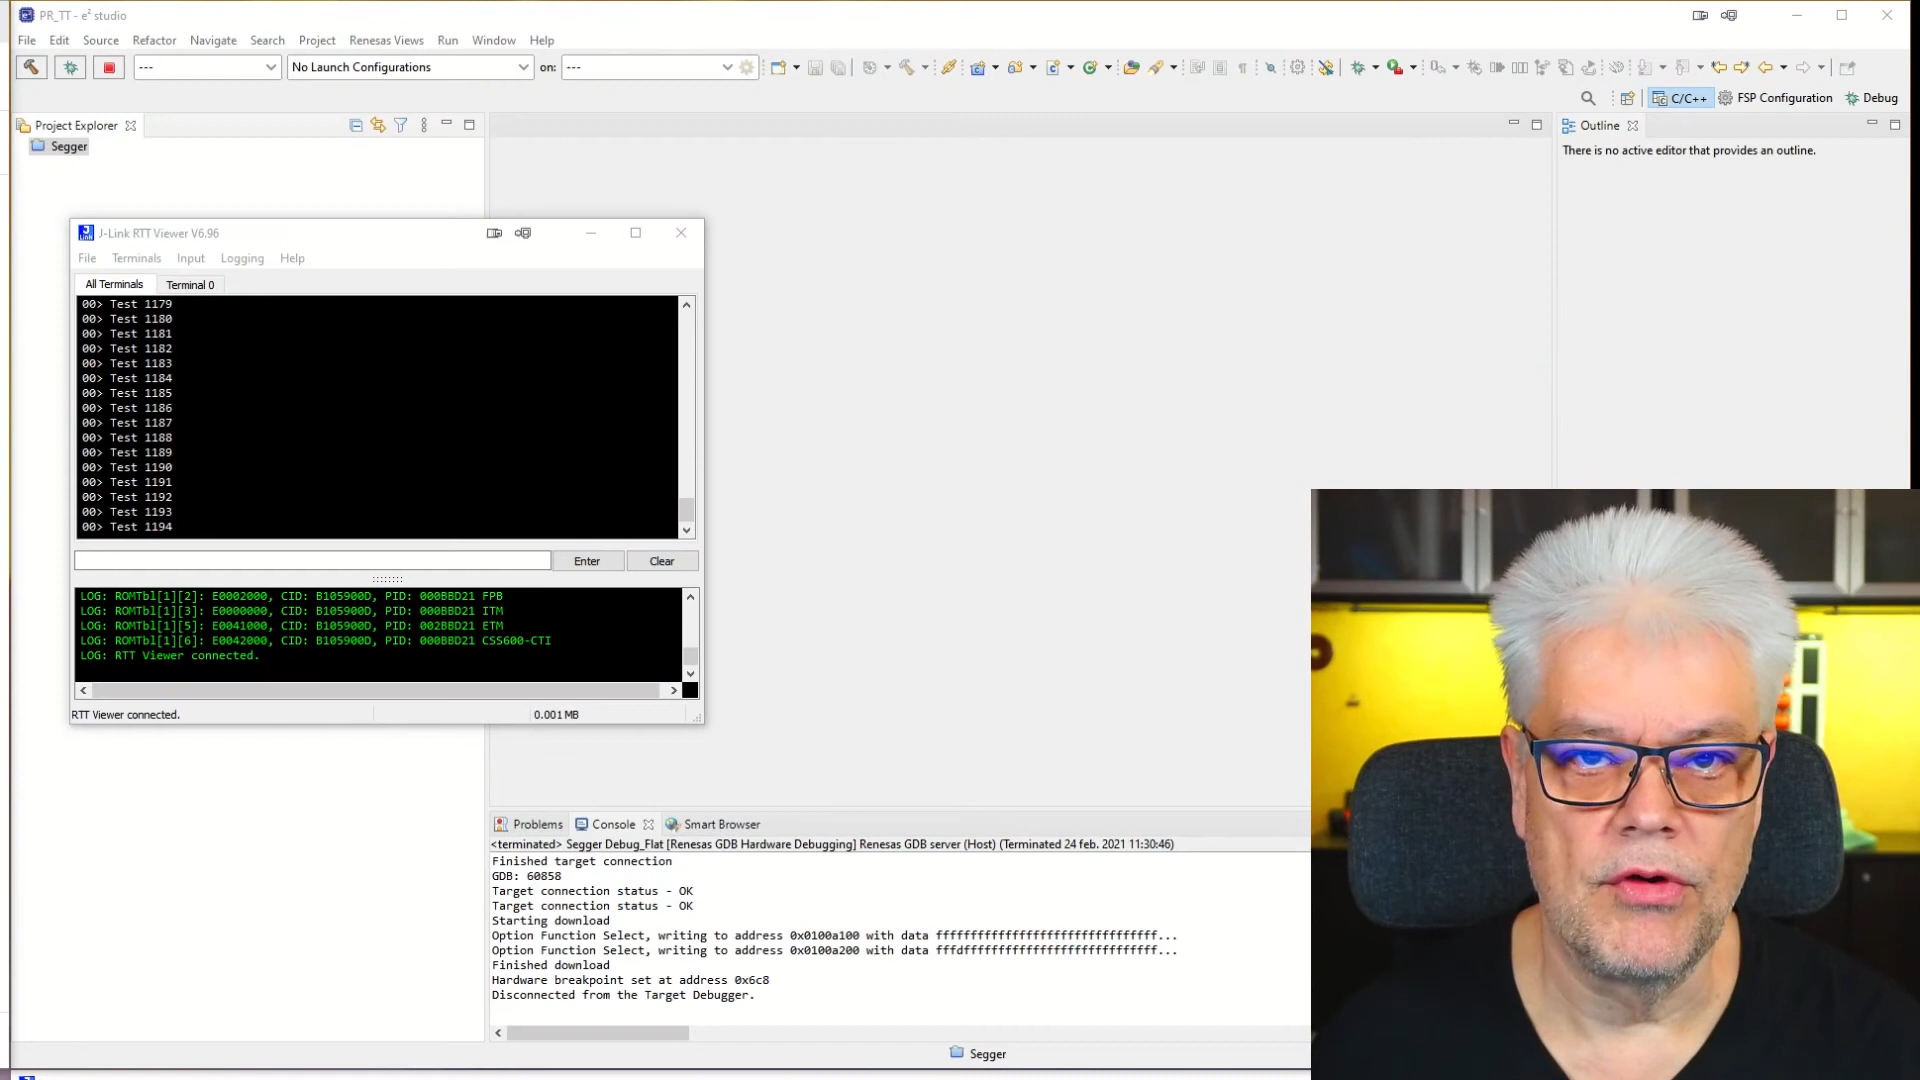 PR_TT - e² studio
File Edit Source Refactor Navigate Search Project Renesas Views Run Window Help
--- No Launch Configurations on: ---
C/C++ FSP Configuration Debug
Project Explorer
Segger
Outline
There is no active editor that provides an outline.
J-Link RTT Viewer V6.96
File Terminals Input Logging Help
All Terminals Terminal 0
00> Test 1179
00> Test 1180
00> Test 1181
00> Test 1182
00> Test 1183
00> Test 1184
00> Test 1185
00> Test 1186
00> Test 1187
00> Test 1188
00> Test 1189
00> Test 1190
00> Test 1191
00> Test 1192
00> Test 1193
00> Test 1194
Enter Clear
LOG: ROMTbl[1][2]: E0002000, CID: B105900D, PID: 000BBD21 FPB
LOG: ROMTbl[1][3]: E0000000, CID: B105900D, PID: 000BBD21 ITM
LOG: ROMTbl[1][5]: E0041000, CID: B105900D, PID: 002BBD21 ETM
LOG: ROMTbl[1][6]: E0042000, CID: B105900D, PID: 000BBD21 CSS600-CTI
LOG: RTT Viewer connected.
RTT Viewer connected. 0.001 MB
Problems Console Smart Browser
<terminated> Segger Debug_Flat [Renesas GDB Hardware Debugging] Renesas GDB server (Host) (Terminated 24 feb. 2021 11:30:46)
Finished target connection
GDB: 60858
Target connection status - OK
Target connection status - OK
Starting download
Option Function Select, writing to address 0x0100a100 with data ffffffffffffffffffffffffffffffff...
Option Function Select, writing to address 0x0100a200 with data fffdffffffffffffffffffffffffffff...
Finished download
Hardware breakpoint set at address 0x6c8
Disconnected from the Target Debugger.
Segger